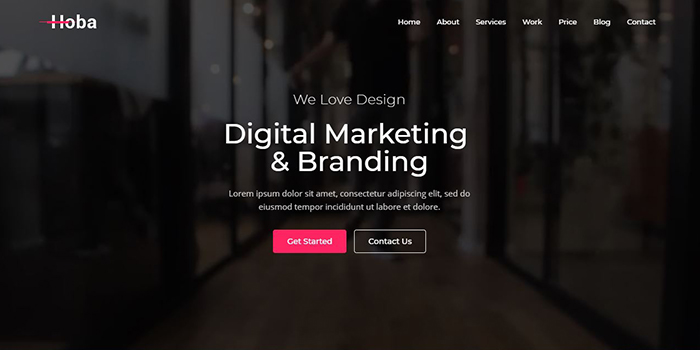 Hoba
Home About Services Work Price Blog Contact
We Love Design
Digital Marketing
& Branding
Lorem ipsum dolor sit amet, consectetur adipiscing elit, sed do
eiusmod tempor incididunt ut labore et dolore.
Get Started Contact Us